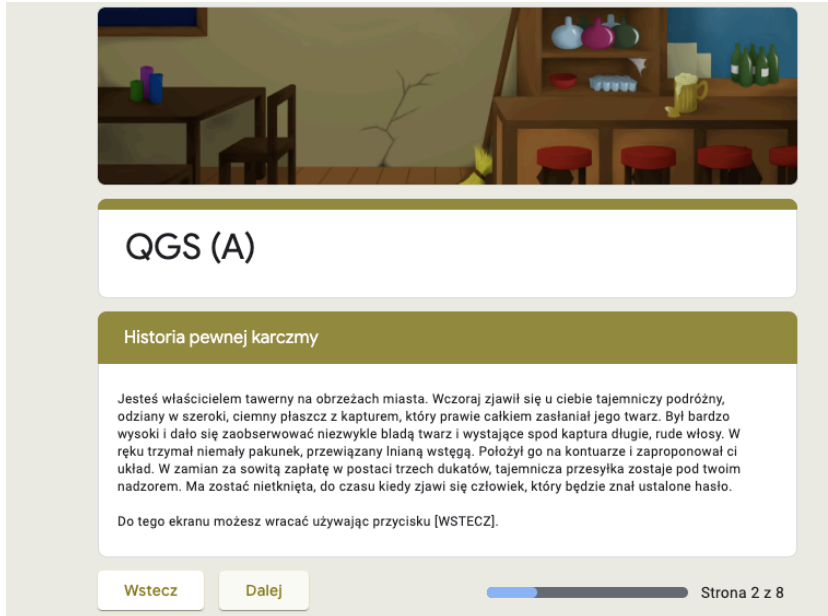 QGS (A)
Historia pewnej karczmy
Jesteś właścicielem tawerny na obrzeżach miasta. Wczoraj zjawił się u ciebie tajemniczy podróżny,
odziany w szeroki, ciemny płaszcz z kapturem, który prawie całkiem zasłaniał jego twarz. Był bardzo
wysoki i dało się zaobserwować niezwykle bladą twarz i wystające spod kaptura długie, rude włosy. W
ręku trzymał niemały pakunek, przewiązany lnianą wstęgą. Położył go na kontuarze i zaproponował ci
układ. W zamian za sowitą zapłatę w postaci trzech dukatów, tajemnicza przesyłka zostaje pod twoim
nadzorem. Ma zostać nietknięta, do czasu kiedy zjawi się człowiek, który będzie znał ustalone hasło.
Do tego ekranu możesz wracać używając przycisku [WSTECZ].
Wstecz Dalej Strona 2 z 8